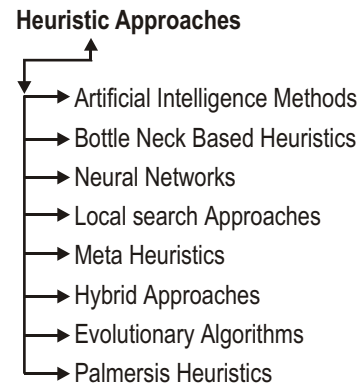 Heuristic Approaches
Artificial Intelligence Methods
Bottle Neck Based Heuristics
Neural Networks
Local search Approaches
Meta Heuristics
Hybrid Approaches
Evolutionary Algorithms
Palmersis Heuristics